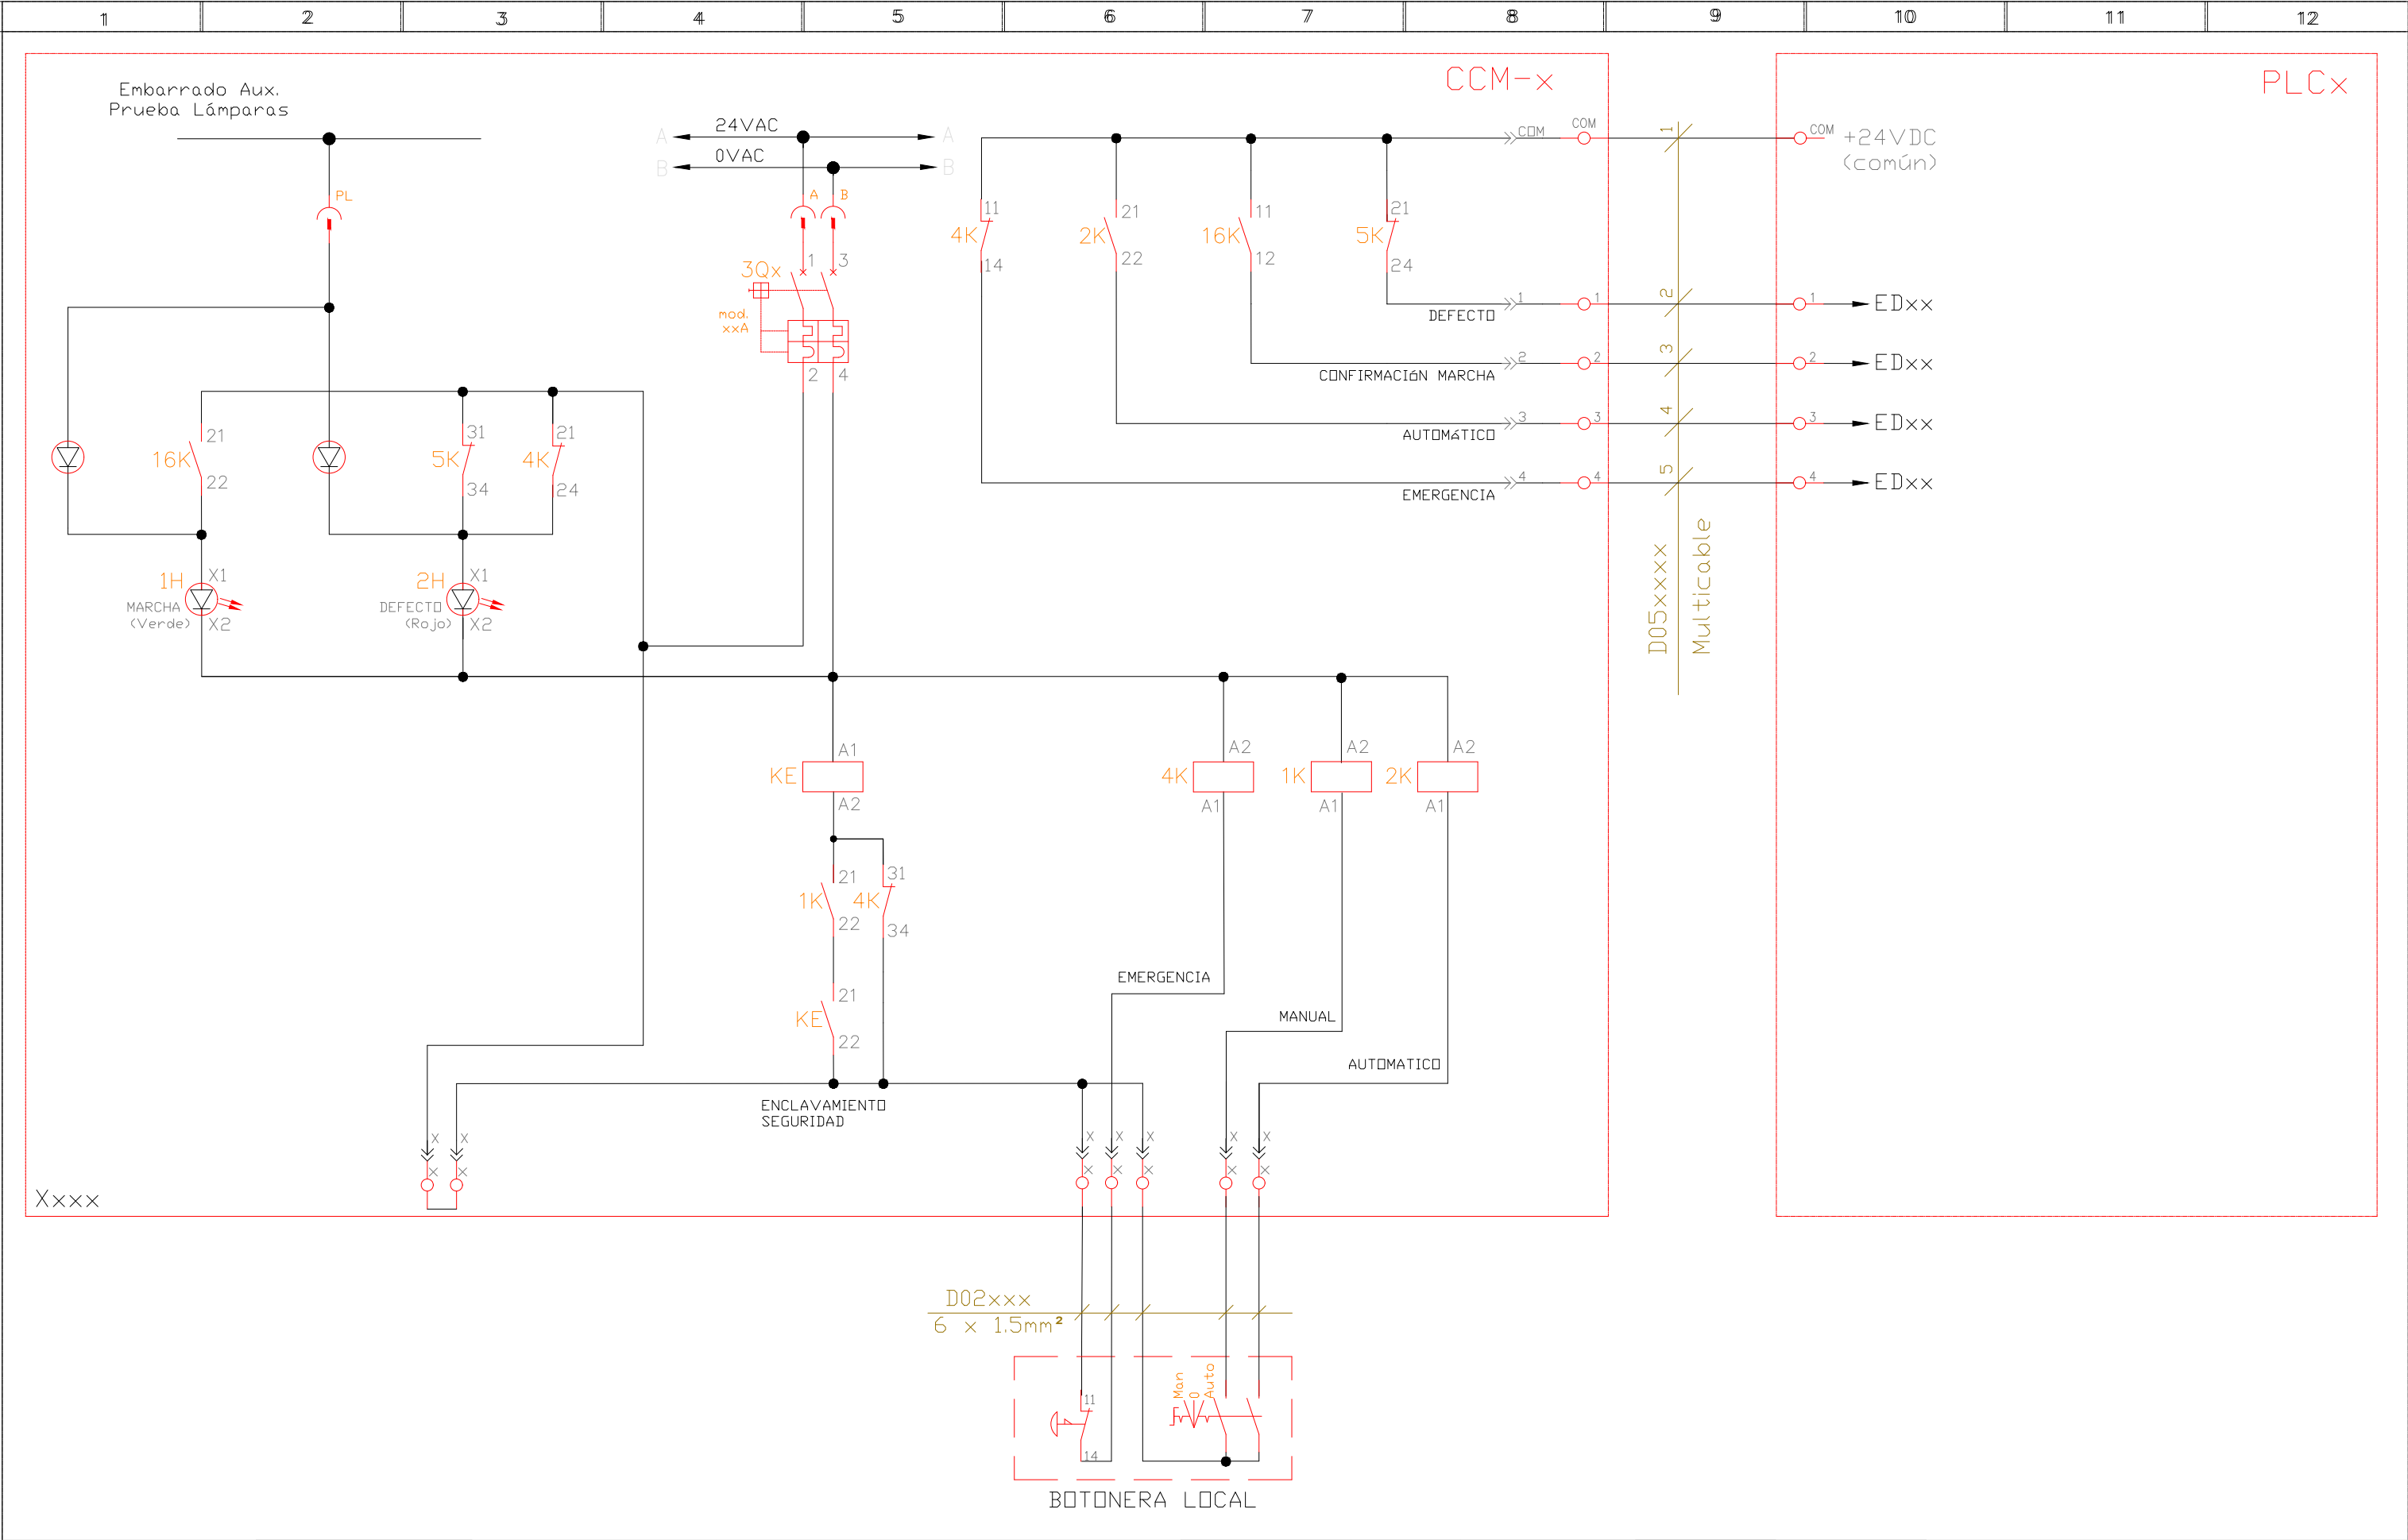 1 2 3 4 5 6 7 8 9 10 11 12
CCM-x
PLCx
Embarrado Aux.
Prueba Lámparas
A 24VAC A
B 0VAC B
PL
A B
1 3
3Qx
mod.
xxA
2 4
COM COM 1 COM +24VDC
(común)
11
4K
14
21
2K
22
11
16K
12
21
5K
24
1 1 2 1 EDxx
DEFECTO
2 2 3 2 EDxx
CONFIRMACIóN MARCHA
3 3 4 3 EDxx
AUTOMáTICO
4 4 5 4 EDxx
EMERGENCIA
D05xxxx
Multicable
21
16K
22
31
5K
34
21
4K
24
1H X1
MARCHA
(Verde) X2
2H X1
DEFECTO
(Rojo) X2
A1
KE
A2
A2
4K
A1
A2
1K
A1
A2
2K
A1
21
1K
22
31
4K
34
21
KE
22
EMERGENCIA
MANUAL
AUTOMATICO
ENCLAVAMIENTO
SEGURIDAD
X X
X X
X X X X X
X X X X X
Xxxx
D02xxx
6 x 1.5mm²
Man
0
Auto
11
14
BOTONERA LOCAL